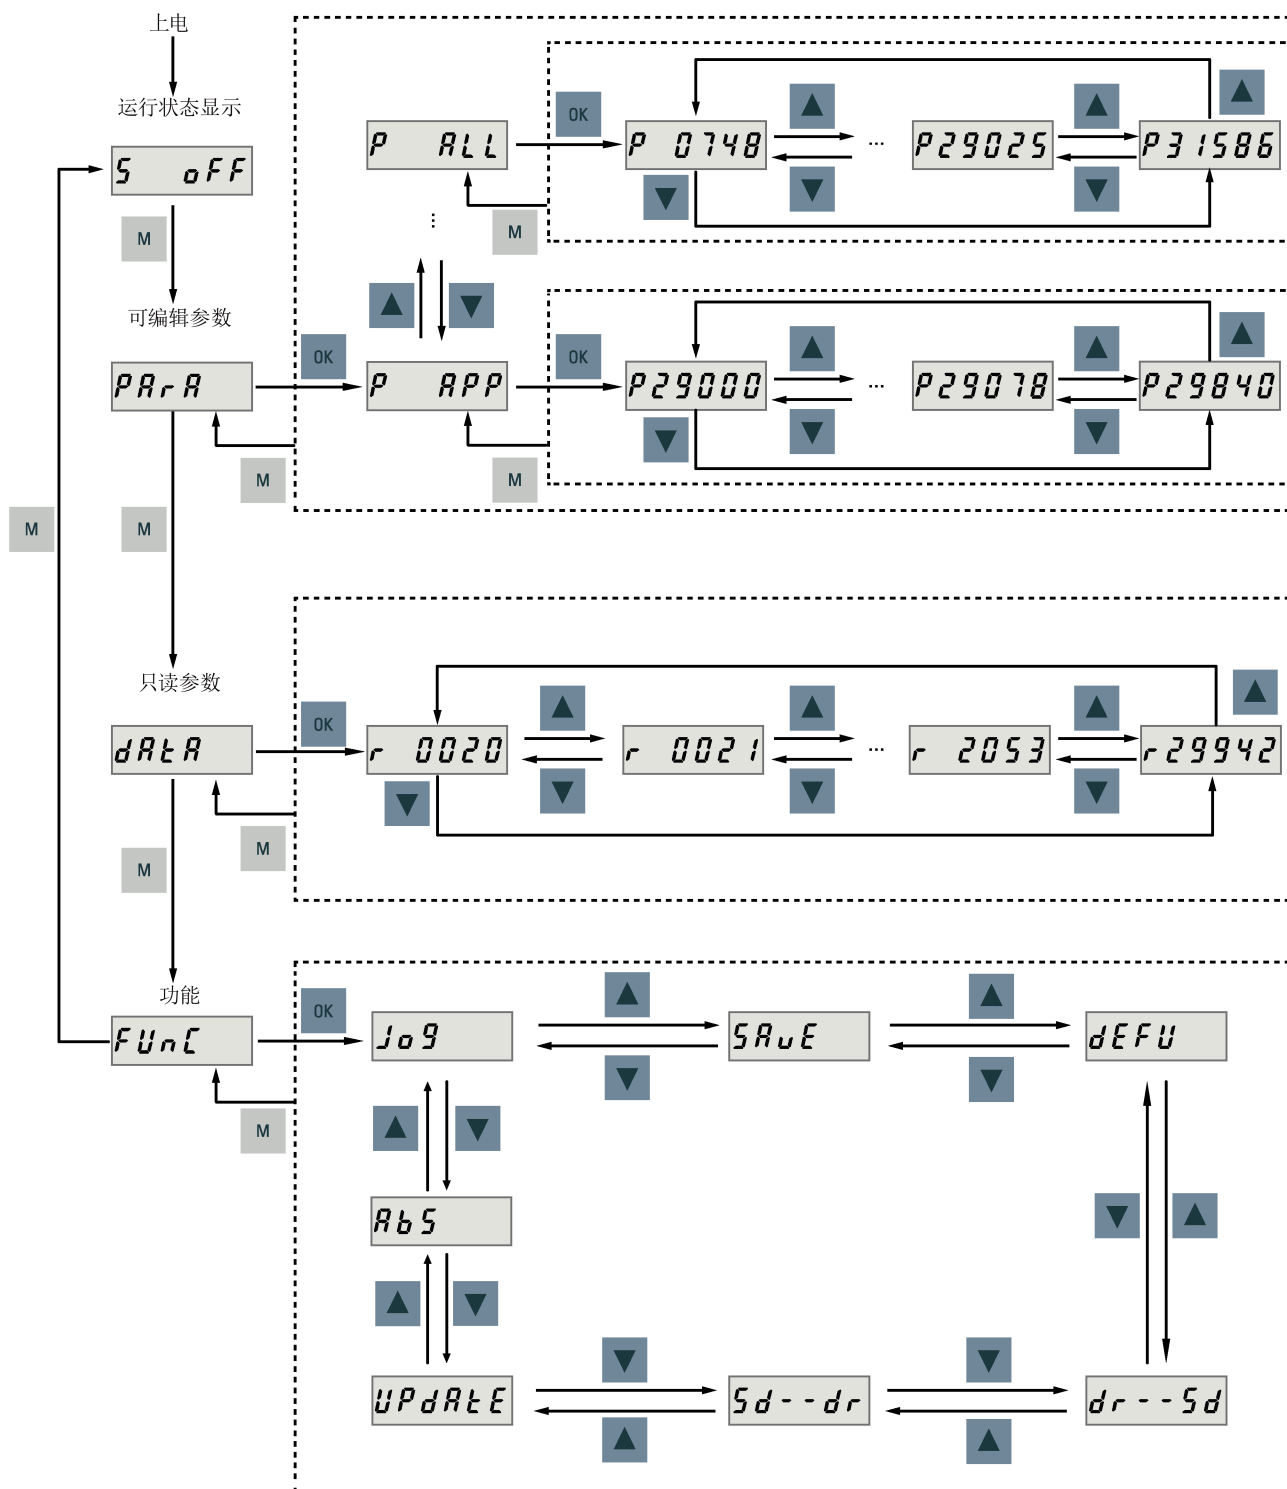 上电
运行状态显示
S oFF
M
可编辑参数
PArA
OK
M
P ALL
OK
P 0748
...
P29025
P31586
M
...
P APP
OK
P29000
...
P29078
P29840
M
M
M
只读参数
dAtA
OK
r 0020
r 0021
...
r 2053
r29942
M
M
功能
FUnC
OK
Jog
SAvE
dEFU
M
AbS
UPdAtE
Sd--dr
dr--Sd